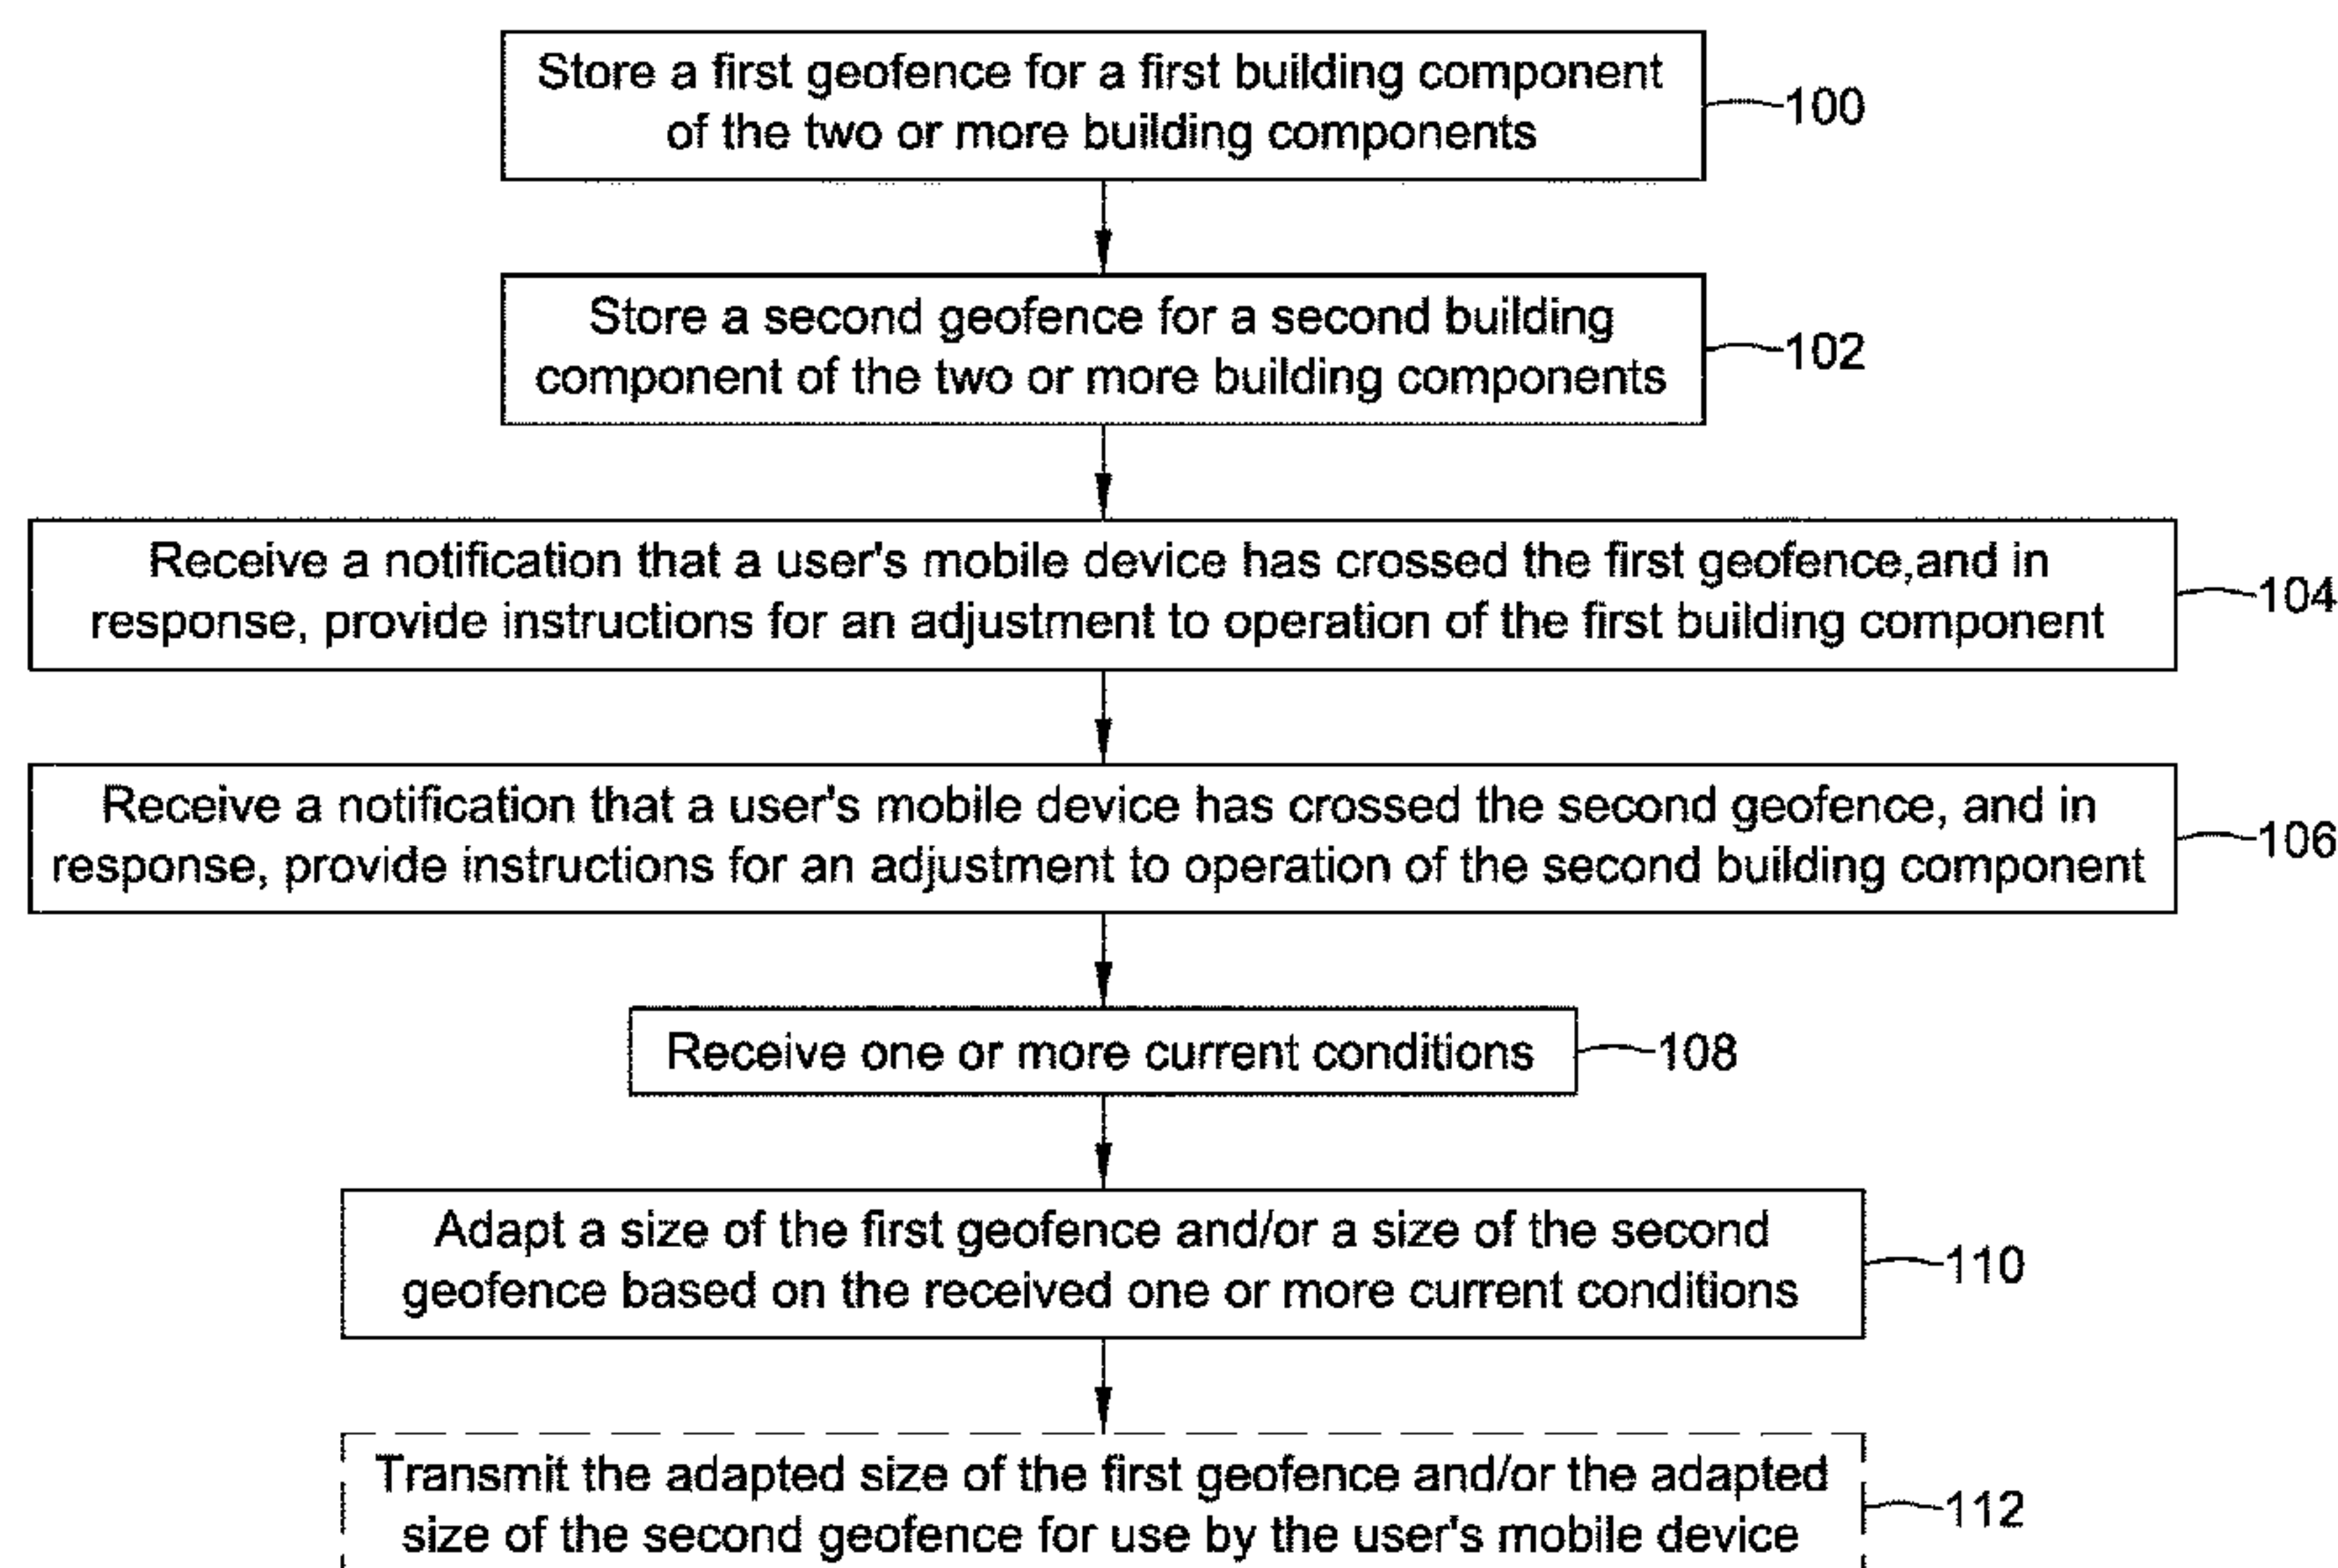 Store a first geofence for a first building component
of the two or more building components
100
Store a second geofence for a second building
component of the two or more building components
102
Receive a notification that a user's mobile device has crossed the first geofence,and in
response, provide instructions for an adjustment to operation of the first building component
104
Receive a notification that a user's mobile device has crossed the second geofence, and in
response, provide instructions for an adjustment to operation of the second building component
106
Receive one or more current conditions
108
Adapt a size of the first geofence and/or a size of the second
geofence based on the received one or more current conditions
110
Transmit the adapted size of the first geofence and/or the adapted
size of the second geofence for use by the user's mobile device
112